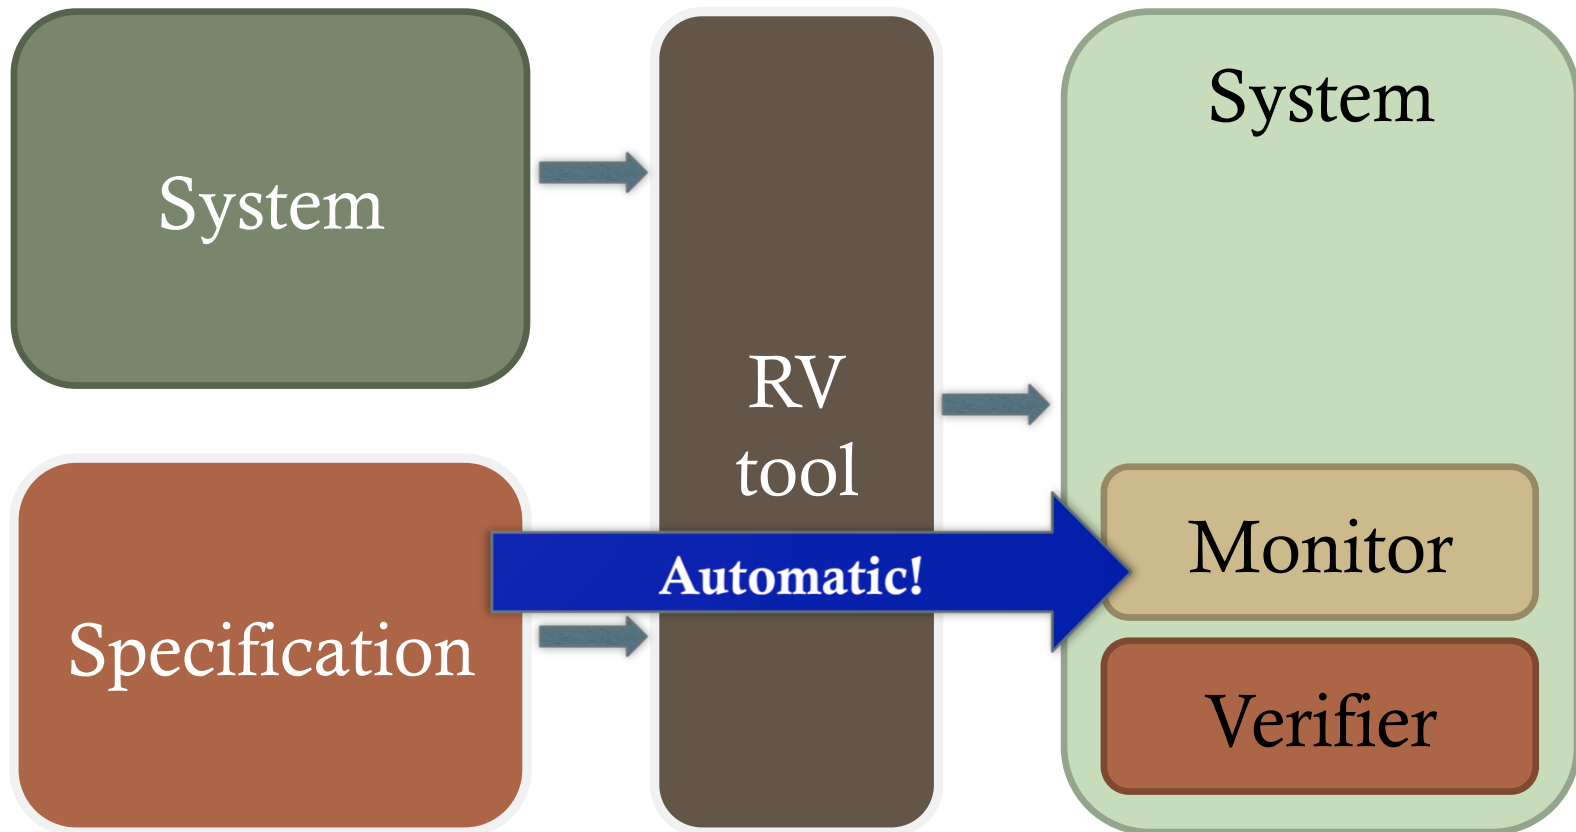 System
Specification
RV
tool
Automatic!
System
Monitor
Verifier